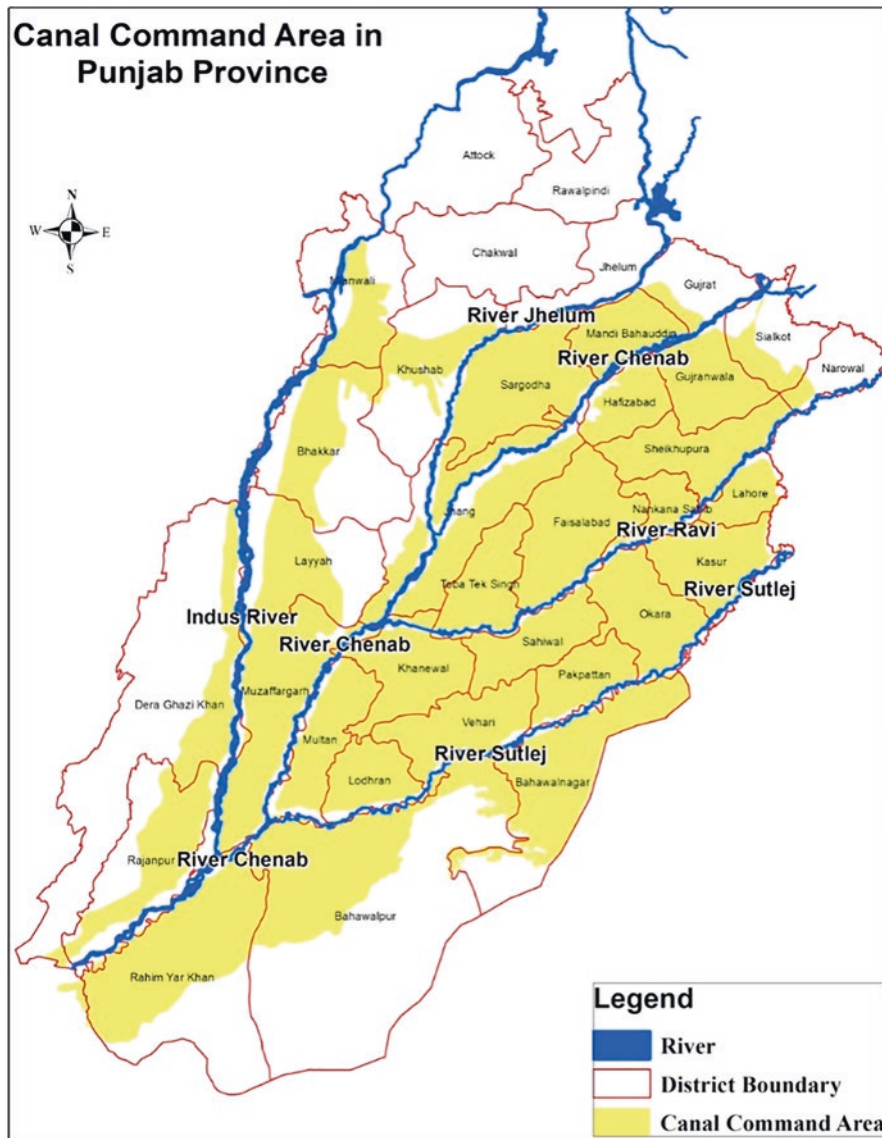 Canal Command Area in
Punjab Province
N
W
E
S
Attock
Rawalpindi
Chakwal
Jhelum
Gujrat
Mianwali
River Jhelum
Mandi Bahauddin
Sialkot
River Chenab
Khushab
Narowal
Gujranwala
Sargodha
Hafizabad
Sheikhupura
Bhakkar
Lahore
Jhang
Nankana Sahib
Faisalabad
River Ravi
Layyah
Kasur
Toba Tek Singh
River Sutlej
Indus River
Okara
River Chenab
Sahiwal
Khanewal
Pakpattan
Muzaffargarh
Dera Ghazi Khan
Vehari
Multan
River Sutlej
Lodhran
Bahawalnagar
Rajanpur
River Chenab
Bahawalpur
Rahim Yar Khan
Legend
River
District Boundary
Canal Command Area